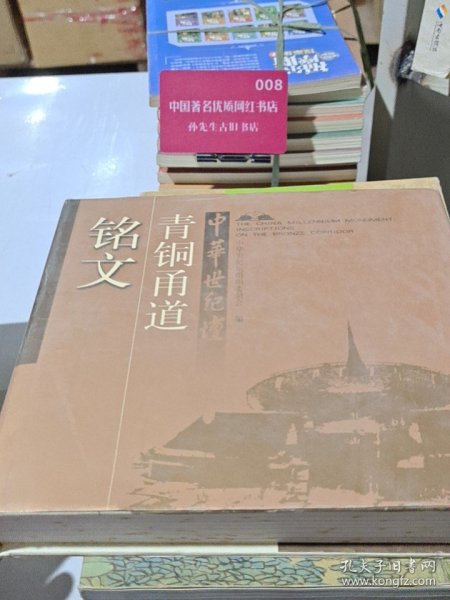 008
中国著名优质网红书店
孙先生古旧书店
THE CHINA MILLENNIUM MONUMENT:
INSCRIPTIONS
ON THE BRONZE CORRIDOR
中華世纪壇
青铜甬道
铭文
编
孔夫子旧书网
www.kongfz.com